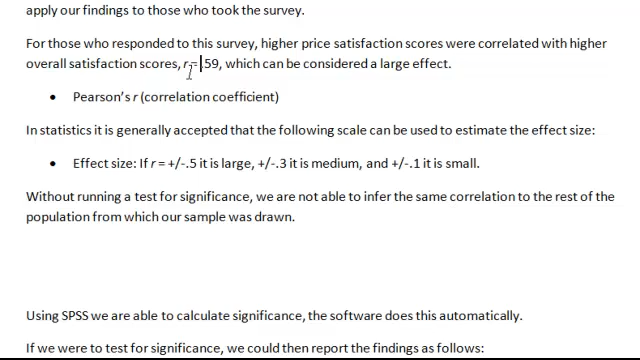 apply our findings to those who took the survey.
For those who responded to this survey, higher price satisfaction scores were correlated with higher
overall satisfaction scores, r = .59, which can be considered a large effect.
• Pearson's r (correlation coefficient)
In statistics it is generally accepted that the following scale can be used to estimate the effect size:
• Effect size: If r = +/-.5 it is large, +/-.3 it is medium, and +/-.1 it is small.
Without running a test for significance, we are not able to infer the same correlation to the rest of the
population from which our sample was drawn.
Using SPSS we are able to calculate significance, the software does this automatically.
If we were to test for significance, we could then report the findings as follows: